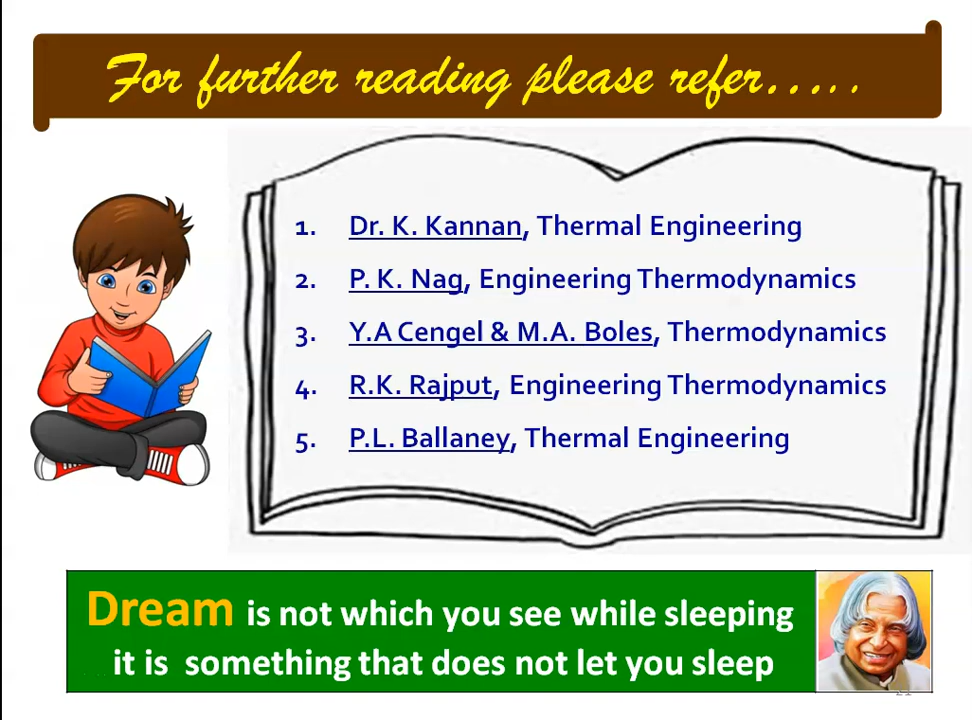 For further reading please refer.....
1. Dr. K. Kannan, Thermal Engineering
2. P. K. Nag, Engineering Thermodynamics
3. Y.A Cengel & M.A. Boles, Thermodynamics
4. R.K. Rajput, Engineering Thermodynamics
5. P.L. Ballaney, Thermal Engineering
Dream is not which you see while sleeping
it is something that does not let you sleep